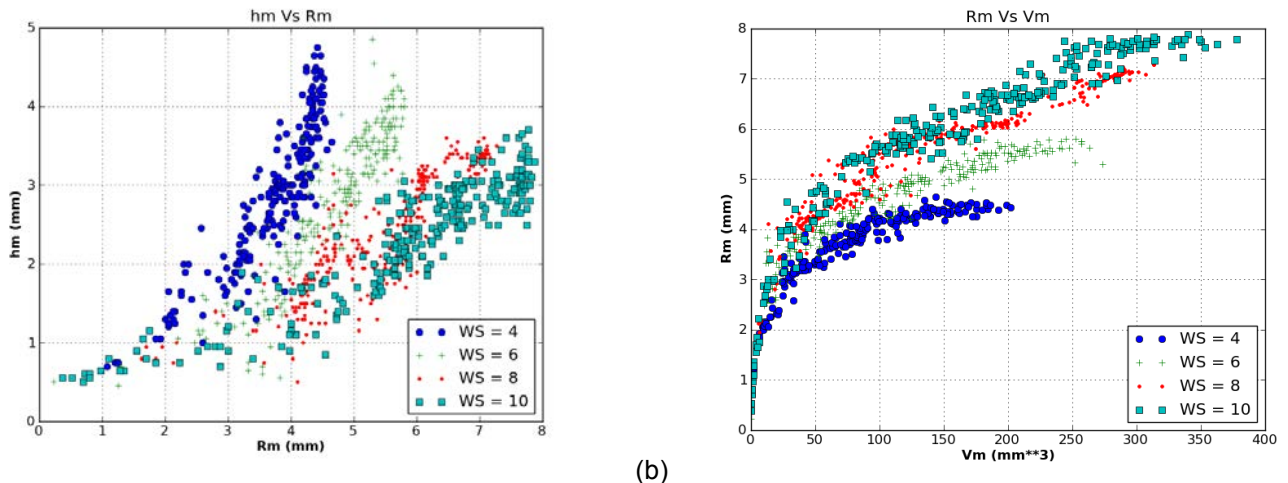 hm Vs Rm
5
4
3
2
1
0
hm (mm)
0 1 2 3 4 5 6 7 8
Rm (mm)
WS = 4
WS = 6
WS = 8
WS = 10
(b)
Rm Vs Vm
8
7
6
5
4
3
2
1
0
Rm (mm)
0 50 100 150 200 250 300 350 400
Vm (mm**3)
WS = 4
WS = 6
WS = 8
WS = 10